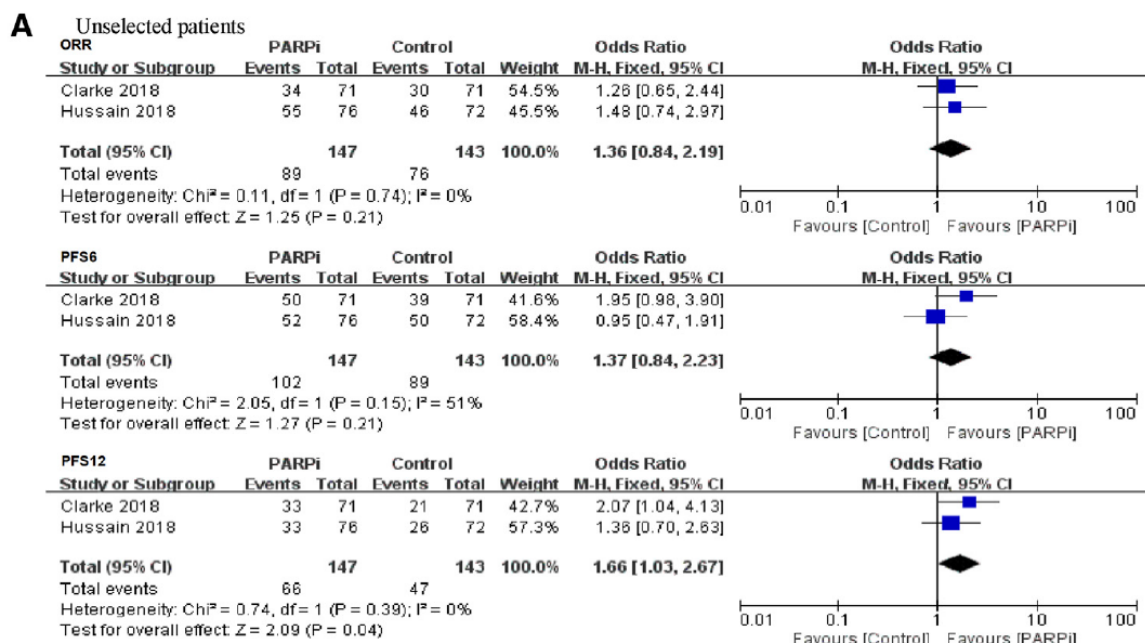 A Unselected patients
ORR PARPi Control Odds Ratio Odds Ratio
Study or Subgroup Events Total Events Total Weight M-H, Fixed, 95% CI M-H, Fixed, 95% CI
Clarke 2018 34 71 30 71 54.5% 1.26 [0.65, 2.44]
Hussain 2018 55 76 46 72 45.5% 1.48 [0.74, 2.97]
Total (95% CI) 147 143 100.0% 1.36 [0.84, 2.19]
Total events 89 76
Heterogeneity: Chi² = 0.11, df = 1 (P = 0.74); I² = 0%
Test for overall effect: Z = 1.25 (P = 0.21)
0.01 0.1 1 10 100
Favours [Control] Favours [PARPi]
PFS6 PARPi Control Odds Ratio Odds Ratio
Study or Subgroup Events Total Events Total Weight M-H, Fixed, 95% CI M-H, Fixed, 95% CI
Clarke 2018 50 71 39 71 41.6% 1.95 [0.98, 3.90]
Hussain 2018 52 76 50 72 58.4% 0.95 [0.47, 1.91]
Total (95% CI) 147 143 100.0% 1.37 [0.84, 2.23]
Total events 102 89
Heterogeneity: Chi² = 2.05, df = 1 (P = 0.15); I² = 51%
Test for overall effect: Z = 1.27 (P = 0.21)
0.01 0.1 1 10 100
Favours [Control] Favours [PARPi]
PFS12 PARPi Control Odds Ratio Odds Ratio
Study or Subgroup Events Total Events Total Weight M-H, Fixed, 95% CI M-H, Fixed, 95% CI
Clarke 2018 33 71 21 71 42.7% 2.07 [1.04, 4.13]
Hussain 2018 33 76 26 72 57.3% 1.36 [0.70, 2.63]
Total (95% CI) 147 143 100.0% 1.66 [1.03, 2.67]
Total events 66 47
Heterogeneity: Chi² = 0.74, df = 1 (P = 0.39); I² = 0%
Test for overall effect: Z = 2.09 (P = 0.04)
0.01 0.1 1 10 100
Favours [Control] Favours [PARPi]